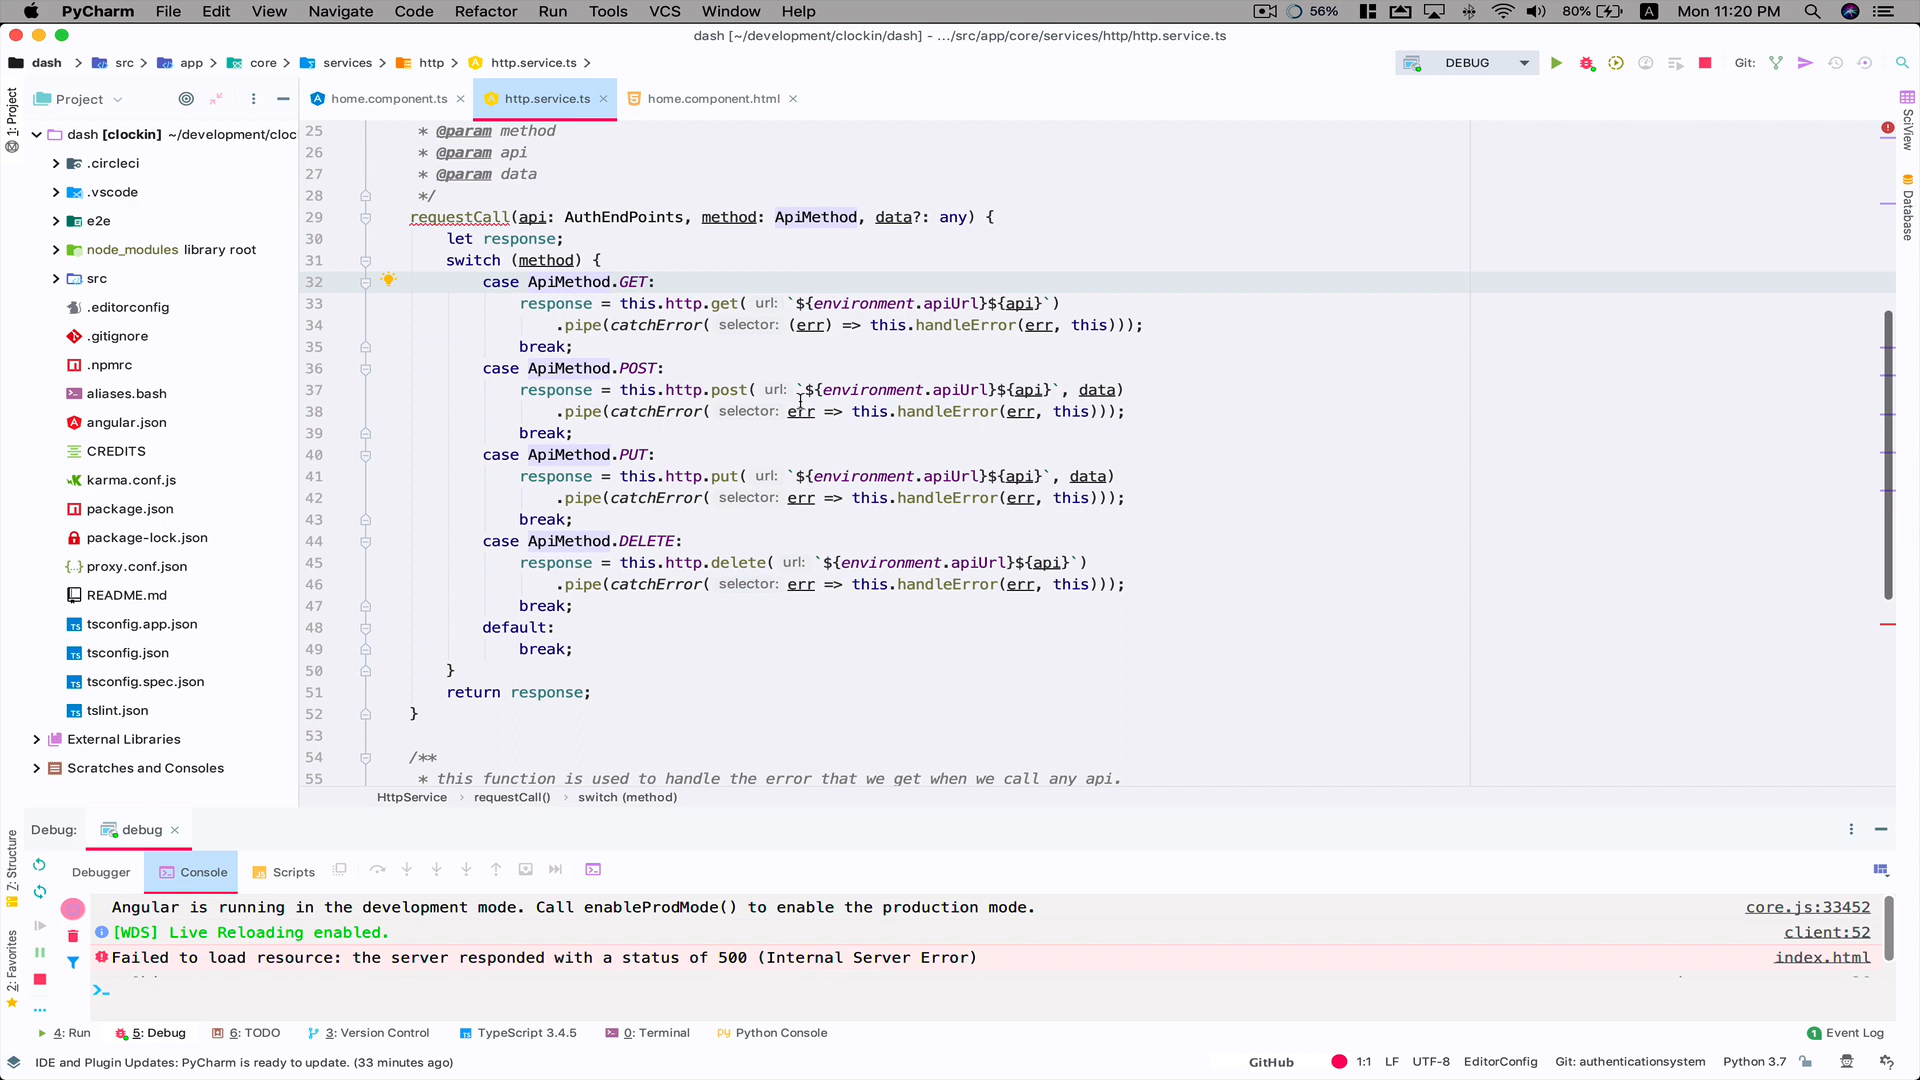 PyCharm File Edit View Navigate Code Refactor Run Tools VCS Window Help 56% 80% A Mon 11:20 PM
dash [~/development/clockin/dash] - .../src/app/core/services/http/http.service.ts
dash src app core services http http.service.ts DEBUG Git:
Project home.component.ts http.service.ts home.component.html
1: Project
SciView
Database
7: Structure
2: Favorites
dash [clockin] ~/development/cloc
.circleci
.vscode
e2e
node_modules library root
src
.editorconfig
.gitignore
.npmrc
aliases.bash
angular.json
CREDITS
karma.conf.js
package.json
package-lock.json
proxy.conf.json
README.md
tsconfig.app.json
tsconfig.json
tsconfig.spec.json
tslint.json
External Libraries
Scratches and Consoles
25 * @param method
26 * @param api
27 * @param data
28 */
29 requestCall(api: AuthEndPoints, method: ApiMethod, data?: any) {
30 let response;
31 switch (method) {
32 case ApiMethod.GET:
33 response = this.http.get( url: `${environment.apiUrl}${api}`)
34 .pipe(catchError( selector: (err) => this.handleError(err, this)));
35 break;
36 case ApiMethod.POST:
37 response = this.http.post( url: `${environment.apiUrl}${api}`, data)
38 .pipe(catchError( selector: err => this.handleError(err, this)));
39 break;
40 case ApiMethod.PUT:
41 response = this.http.put( url: `${environment.apiUrl}${api}`, data)
42 .pipe(catchError( selector: err => this.handleError(err, this)));
43 break;
44 case ApiMethod.DELETE:
45 response = this.http.delete( url: `${environment.apiUrl}${api}`)
46 .pipe(catchError( selector: err => this.handleError(err, this)));
47 break;
48 default:
49 break;
50 }
51 return response;
52 }
53
54 /**
55 * this function is used to handle the error that we get when we call any api.
HttpService requestCall() switch (method)
Debug: debug
Debugger Console Scripts
Angular is running in the development mode. Call enableProdMode() to enable the production mode. core.js:33452
[WDS] Live Reloading enabled. client:52
Failed to load resource: the server responded with a status of 500 (Internal Server Error) index.html
4: Run 5: Debug 6: TODO 3: Version Control TypeScript 3.4.5 0: Terminal Python Console 1 Event Log
IDE and Plugin Updates: PyCharm is ready to update. (33 minutes ago) GitHub 1:1 LF UTF-8 EditorConfig Git: authenticationsystem Python 3.7